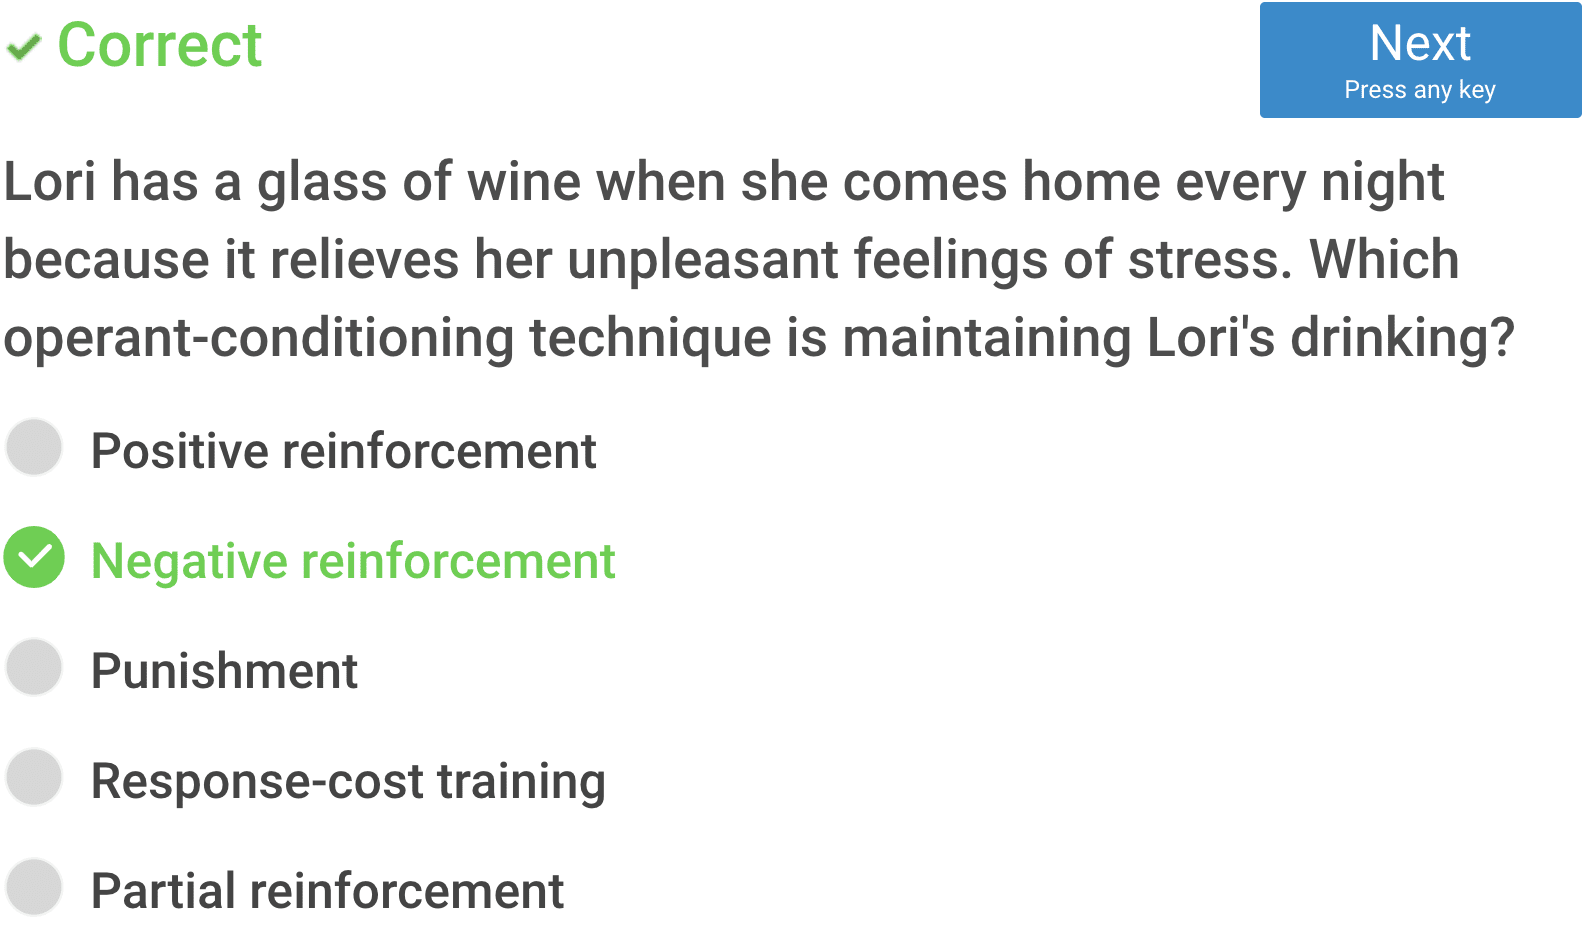 Correct
Next
Press any key
Lori has a glass of wine when she comes home every night
because it relieves her unpleasant feelings of stress. Which
operant-conditioning technique is maintaining Lori's drinking?
Positive reinforcement
Negative reinforcement
Punishment
Response-cost training
Partial reinforcement